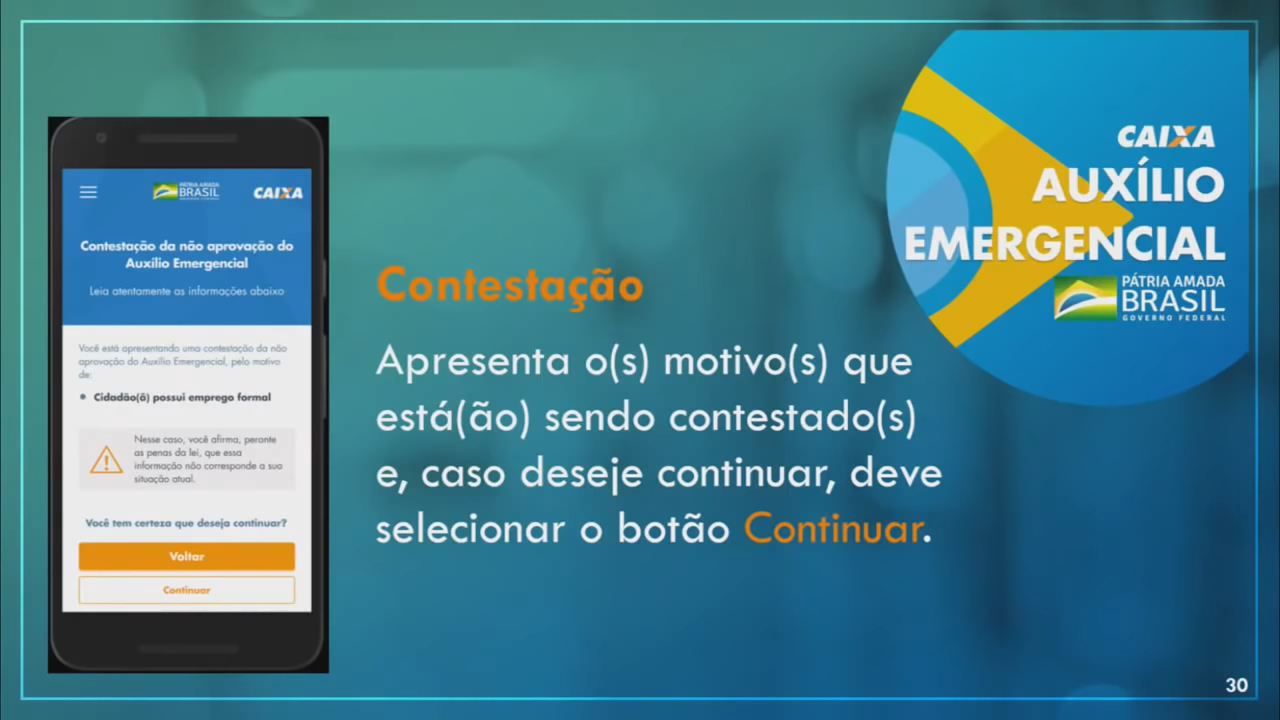 PÁTRIA AMADA
BRASIL
GOVERNO FEDERAL
CAIXA
Contestação da não aprovação do
Auxílio Emergencial
Leia atentamente as informações abaixo
Você está apresentando uma contestação da não
aprovação do Auxílio Emergencial, pelo motivo
de:
Cidadão(ã) possui emprego formal
Nesse caso, você afirma, perante
as penas da lei, que essa
informação não corresponde a sua
situação atual.
Você tem certeza que deseja continuar?
Voltar
Continuar
Contestação
Apresenta o(s) motivo(s) que
está(ão) sendo contestado(s)
e, caso deseje continuar, deve
selecionar o botão Continuar.
CAIXA
AUXÍLIO
EMERGENCIAL
PÁTRIA AMADA
BRASIL
GOVERNO FEDERAL
30